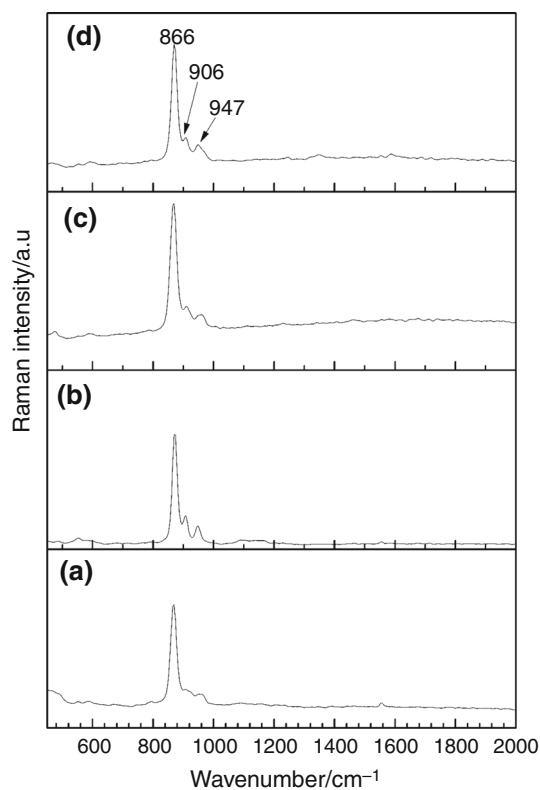 (d)
866
906
947
(c)
(b)
(a)
Raman intensity/a.u
600 800 1000 1200 1400 1600 1800 2000
Wavenumber/cm⁻¹